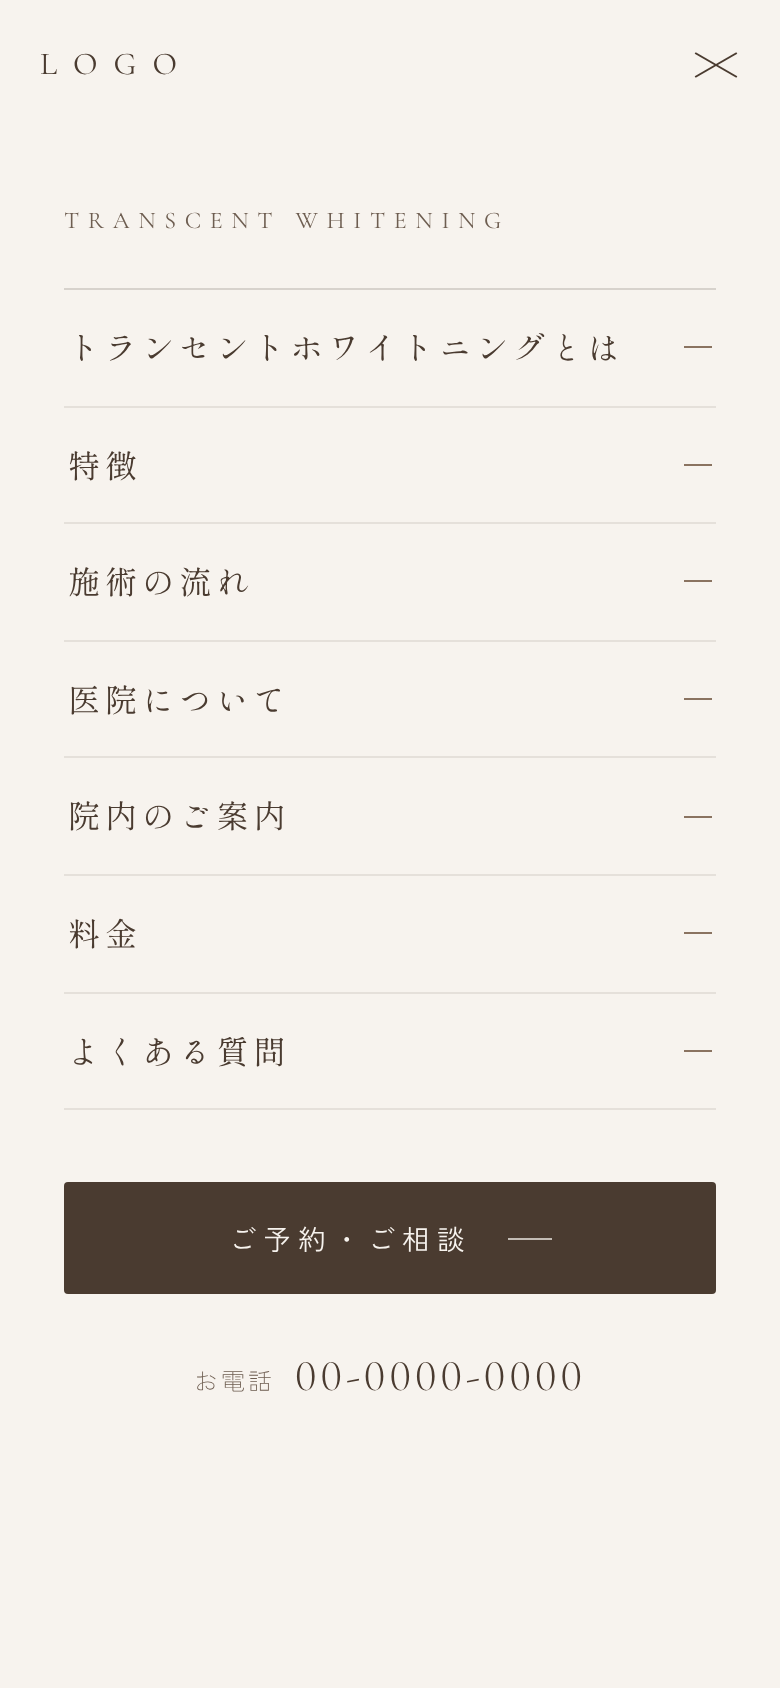 LOGO
TRANSCENT WHITENING
トランセントホワイトニングとは
特徴
施術の流れ
医院について
院内のご案内
料金
よくある質問
ご予約・ご相談
お電話 00-0000-0000